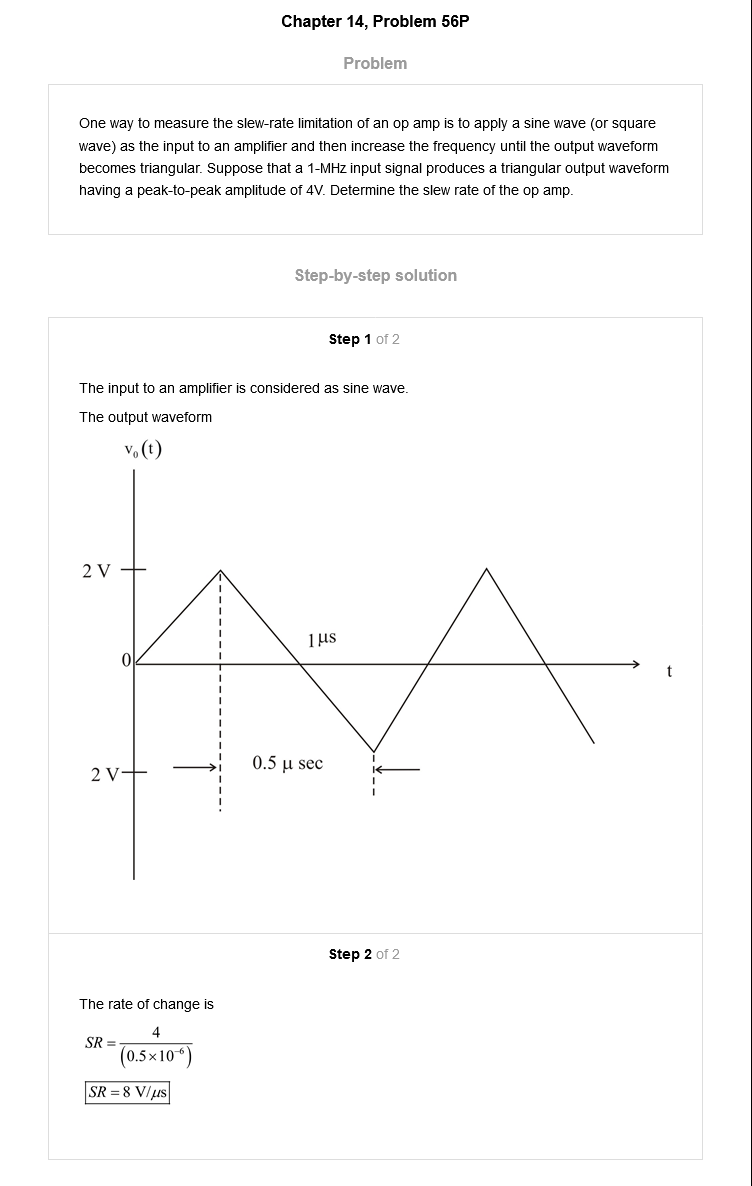 Chapter 14, Problem 56P
Problem
One way to measure the slew-rate limitation of an op amp is to apply a sine wave (or square
wave) as the input to an amplifier and then increase the frequency until the output waveform
becomes triangular. Suppose that a 1-MHz input signal produces a triangular output waveform
having a peak-to-peak amplitude of 4V. Determine the slew rate of the op amp.
Step-by-step solution
Step 1 of 2
The input to an amplifier is considered as sine wave.
The output waveform
v₀(t)
2 V
1μs
0
t
0.5 μ sec
2 V
Step 2 of 2
The rate of change is
SR = 4/(0.5×10⁻⁶)
SR = 8 V/μs